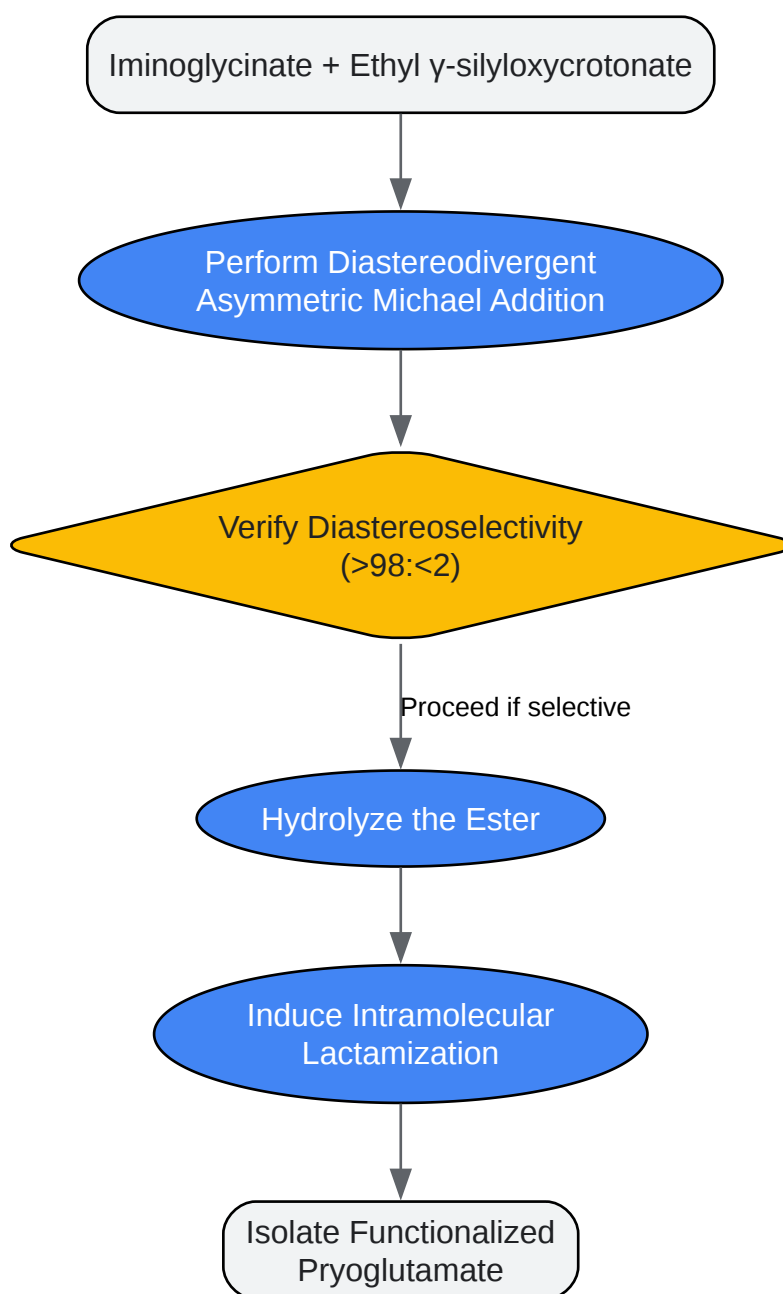 Iminoglycinate + Ethyl γ-silyloxycrotonate
Perform Diastereodivergent
Asymmetric Michael Addition
Verify Diastereoselectivity
(>98:<2)
Proceed if selective
Hydrolyze the Ester
Induce Intramolecular
Lactamization
Isolate Functionalized
Pryoglutamate